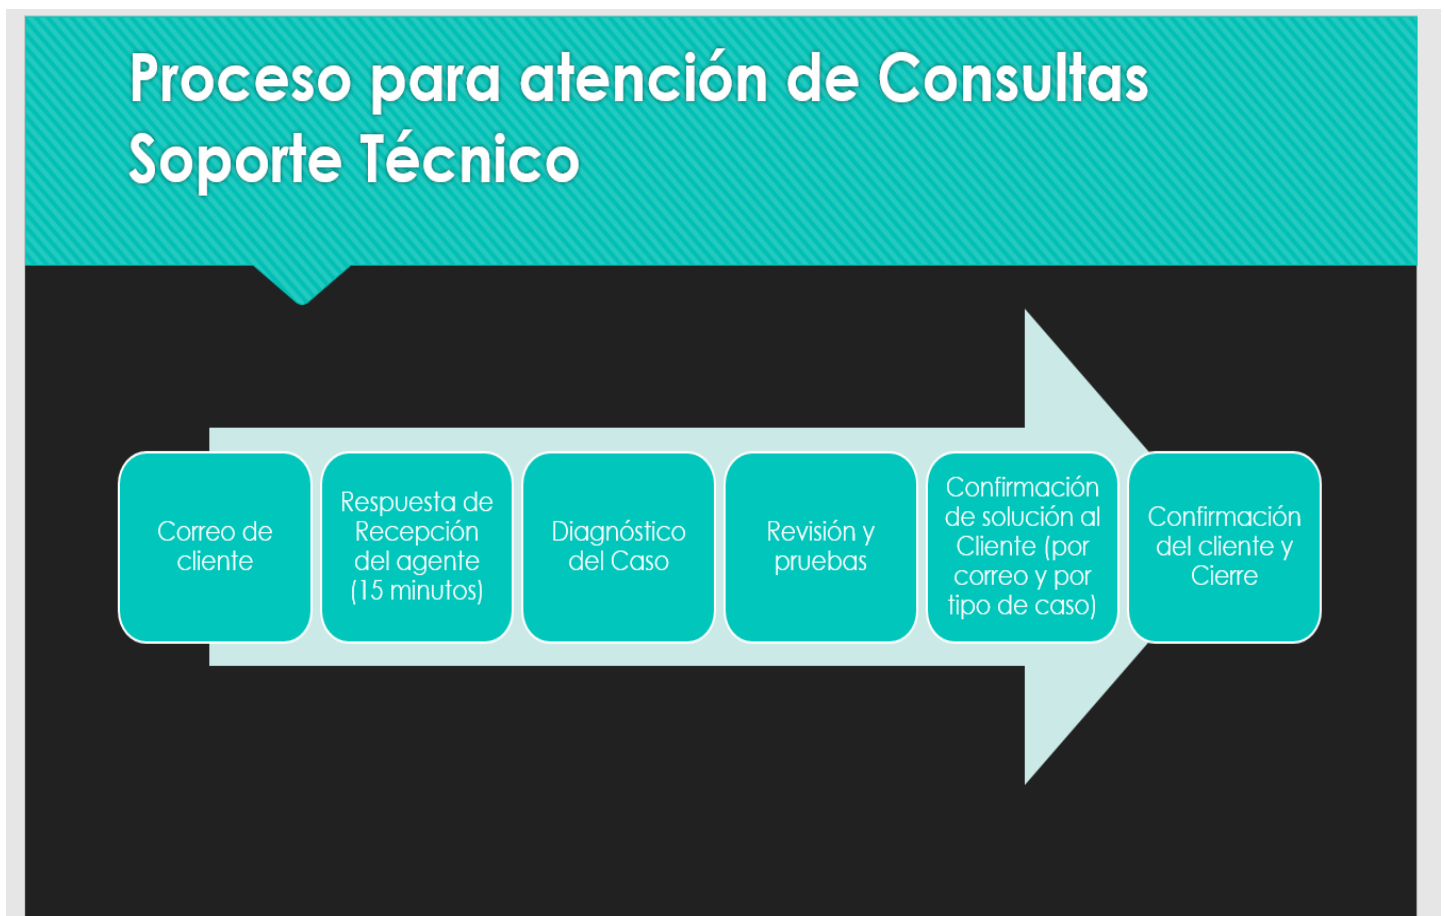 Proceso para atención de Consultas
Soporte Técnico
Correo de
cliente
Respuesta de
Recepción
del agente
(15 minutos)
Diagnóstico
del Caso
Revisión y
pruebas
Confirmación
de solución al
Cliente (por
correo y por
tipo de caso)
Confirmación
del cliente y
Cierre